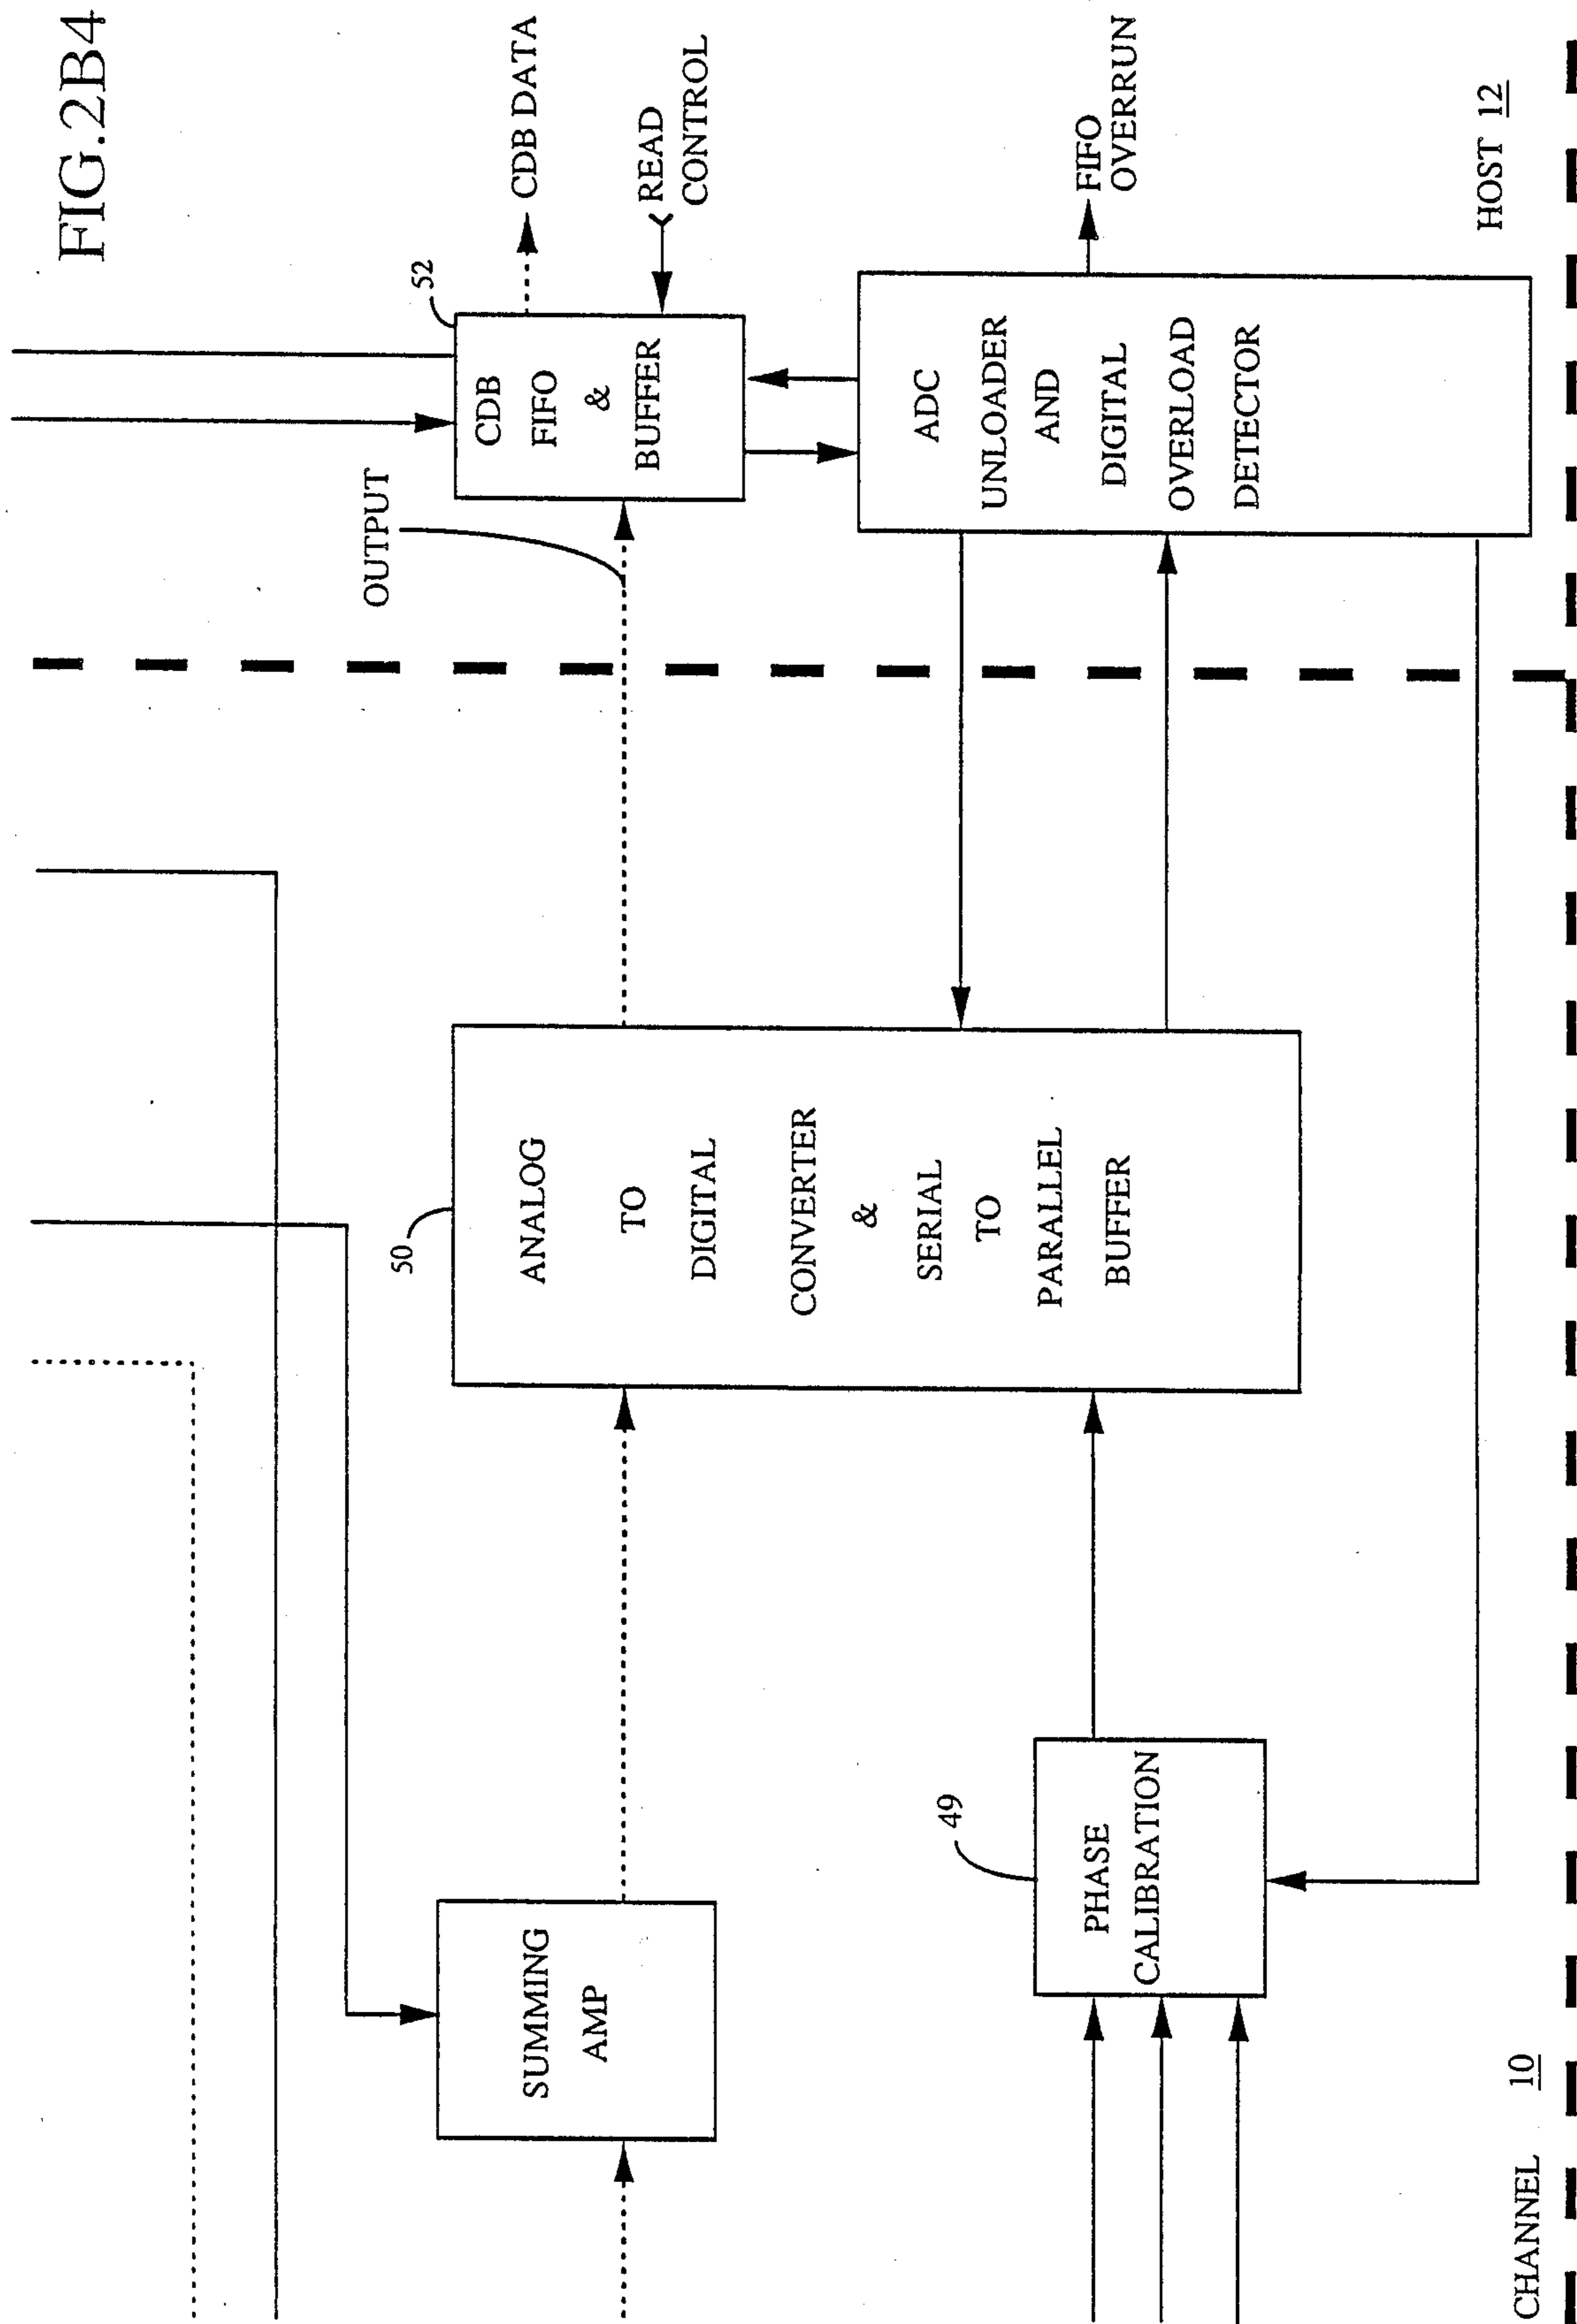 FIG.2B4
CDB DATA
READ
CONTROL
52
CDB
FIFO
&
BUFFER
OUTPUT
FIFO
OVERRUN
ADC
UNLOADER
AND
DIGITAL
OVERLOAD
DETECTOR
HOST 12
50
ANALOG
TO
DIGITAL
CONVERTER
&
SERIAL
TO
PARALLEL
BUFFER
SUMMING
AMP
49
PHASE
CALIBRATION
CHANNEL 10